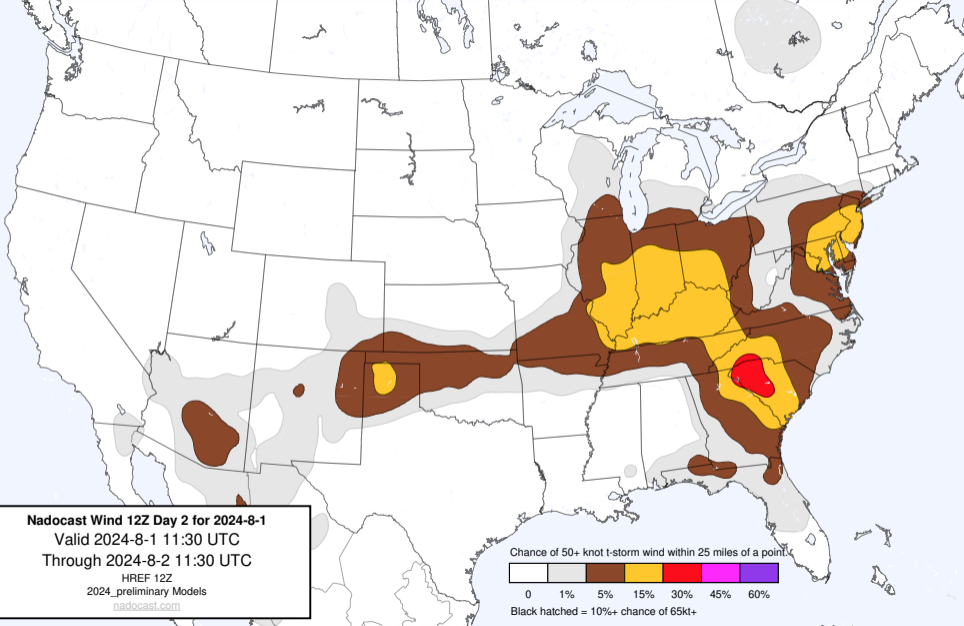 Nadocast Wind 12Z Day 2 for 2024-8-1
Valid 2024-8-1 11:30 UTC
Through 2024-8-2 11:30 UTC
HREF 12Z
2024_preliminary Models
nadocast.com
Chance of 50+ knot t-storm wind within 25 miles of a point.
0 1% 5% 15% 30% 45% 60%
Black hatched = 10%+ chance of 65kt+